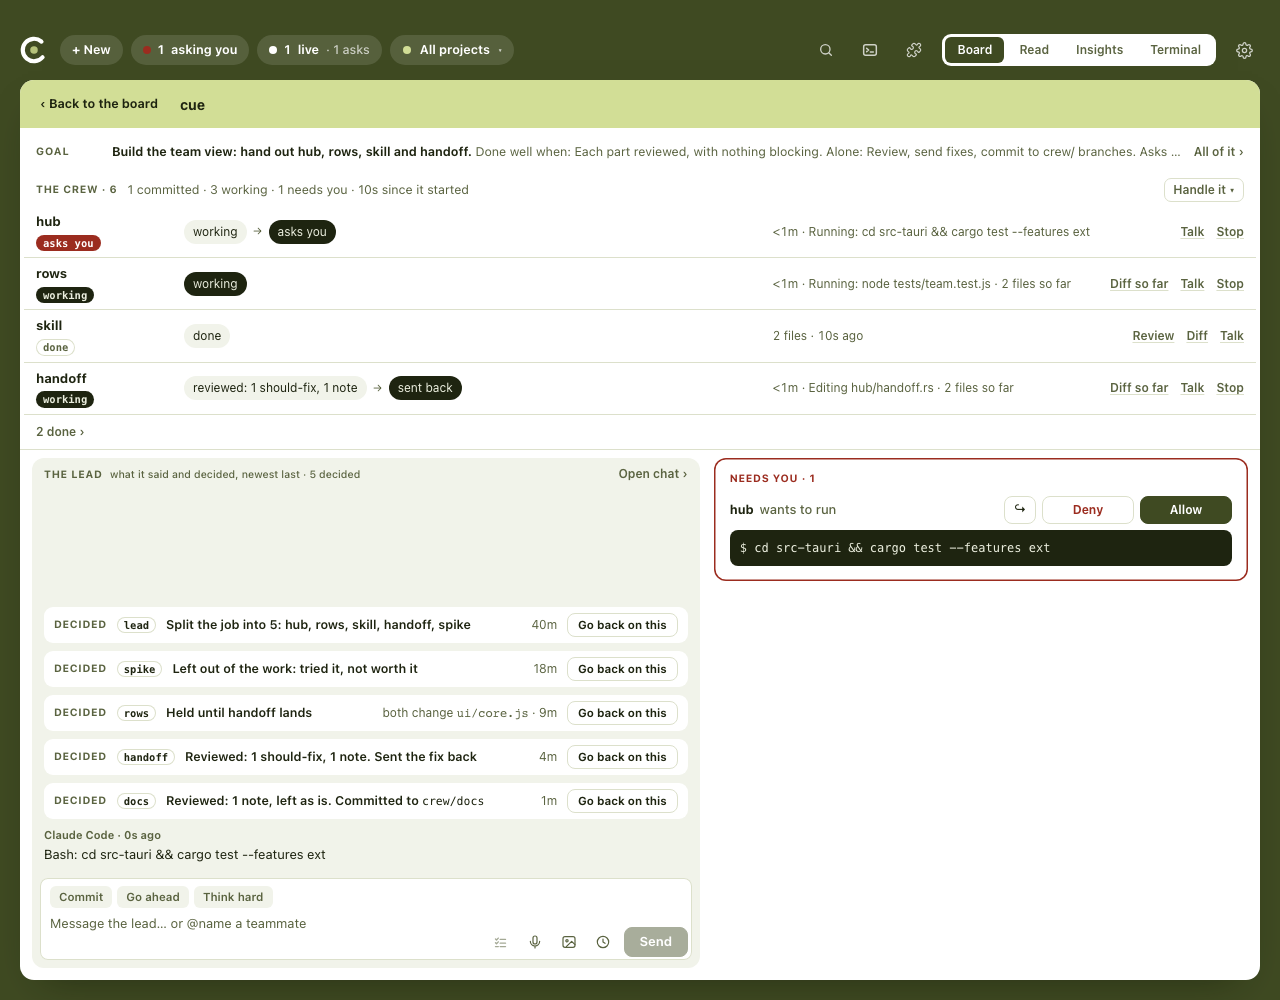 + New
1 asking you
1 live · 1 asks
All projects ·
Board
Read
Insights
Terminal
‹ Back to the board
cue
GOAL
Build the team view: hand out hub, rows, skill and handoff. Done well when: Each part reviewed, with nothing blocking. Alone: Review, send fixes, commit to crew/ branches. Asks ...
All of it ›
THE CREW · 6
1 committed · 3 working · 1 needs you · 10s since it started
Handle it ▾
hub
asks you
working → asks you
<1m · Running: cd src-tauri && cargo test --features ext
Talk
Stop
rows
working
working
<1m · Running: node tests/team.test.js · 2 files so far
Diff so far
Talk
Stop
skill
done
done
2 files · 10s ago
Review
Diff
Talk
handoff
working
reviewed: 1 should-fix, 1 note → sent back
<1m · Editing hub/handoff.rs · 2 files so far
Diff so far
Talk
Stop
2 done ›
THE LEAD what it said and decided, newest last · 5 decided
Open chat ›
DECIDED lead Split the job into 5: hub, rows, skill, handoff, spike 40m Go back on this
DECIDED spike Left out of the work: tried it, not worth it 18m Go back on this
DECIDED rows Held until handoff lands both change ui/core.js · 9m Go back on this
DECIDED handoff Reviewed: 1 should-fix, 1 note. Sent the fix back 4m Go back on this
DECIDED docs Reviewed: 1 note, left as is. Committed to crew/docs 1m Go back on this
Claude Code · 0s ago
Bash: cd src-tauri && cargo test --features ext
Commit
Go ahead
Think hard
Message the lead... or @name a teammate
Send
NEEDS YOU · 1
hub wants to run
Deny
Allow
$ cd src-tauri && cargo test --features ext